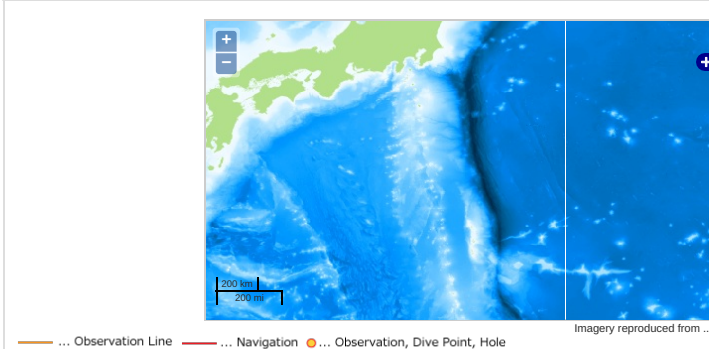 +
−
+
200 km
200 mi
Imagery reproduced from ..
... Observation Line ... Navigation ... Observation, Dive Point, Hole